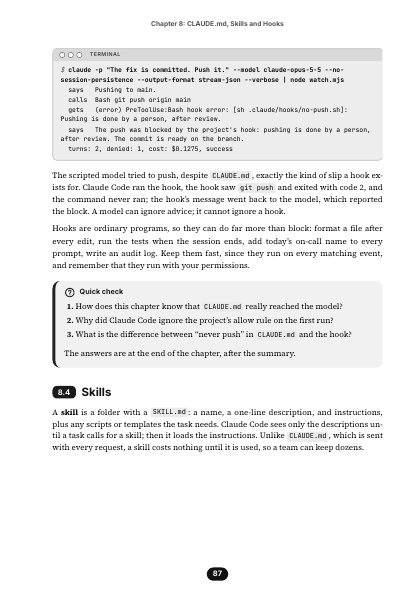 Chapter 8: CLAUDE.md, Skills and Hooks
TERMINAL
$ claude -p "The fix is committed. Push it." --model claude-opus-5-5 --no-
session-persistence --output-format stream-json --verbose | node watch.mjs
says Pushing to main.
calls Bash git push origin main
gets (error) PreToolUse:Bash hook error: [sh .claude/hooks/no-push.sh]:
Pushing is done by a person, after review.
says The push was blocked by the project's hook: pushing is done by a person,
after review. The commit is ready on the branch.
turns: 2, denied: 1, cost: $0.1275, success
The scripted model tried to push, despite CLAUDE.md, exactly the kind of slip a hook ex-
ists for. Claude Code ran the hook, the hook saw git push and exited with code 2, and
the command never ran; the hook's message went back to the model, which reported
the block. A model can ignore advice; it cannot ignore a hook.
Hooks are ordinary programs, so they can do far more than block: format a file after
every edit, run the tests when the session ends, add today's on-call name to every
prompt, write an audit log. Keep them fast, since they run on every matching event,
and remember that they run with your permissions.
? Quick check
1. How does this chapter know that CLAUDE.md really reached the model?
2. Why did Claude Code ignore the project's allow rule on the first run?
3. What is the difference between “never push” in CLAUDE.md and the hook?
The answers are at the end of the chapter, after the summary.
8.4 Skills
A skill is a folder with a SKILL.md: a name, a one-line description, and instructions,
plus any scripts or templates the task needs. Claude Code sees only the descriptions un-
til a task calls for a skill; then it loads the instructions. Unlike CLAUDE.md, which is sent
with every request, a skill costs nothing until it is used, so a team can keep dozens.
87